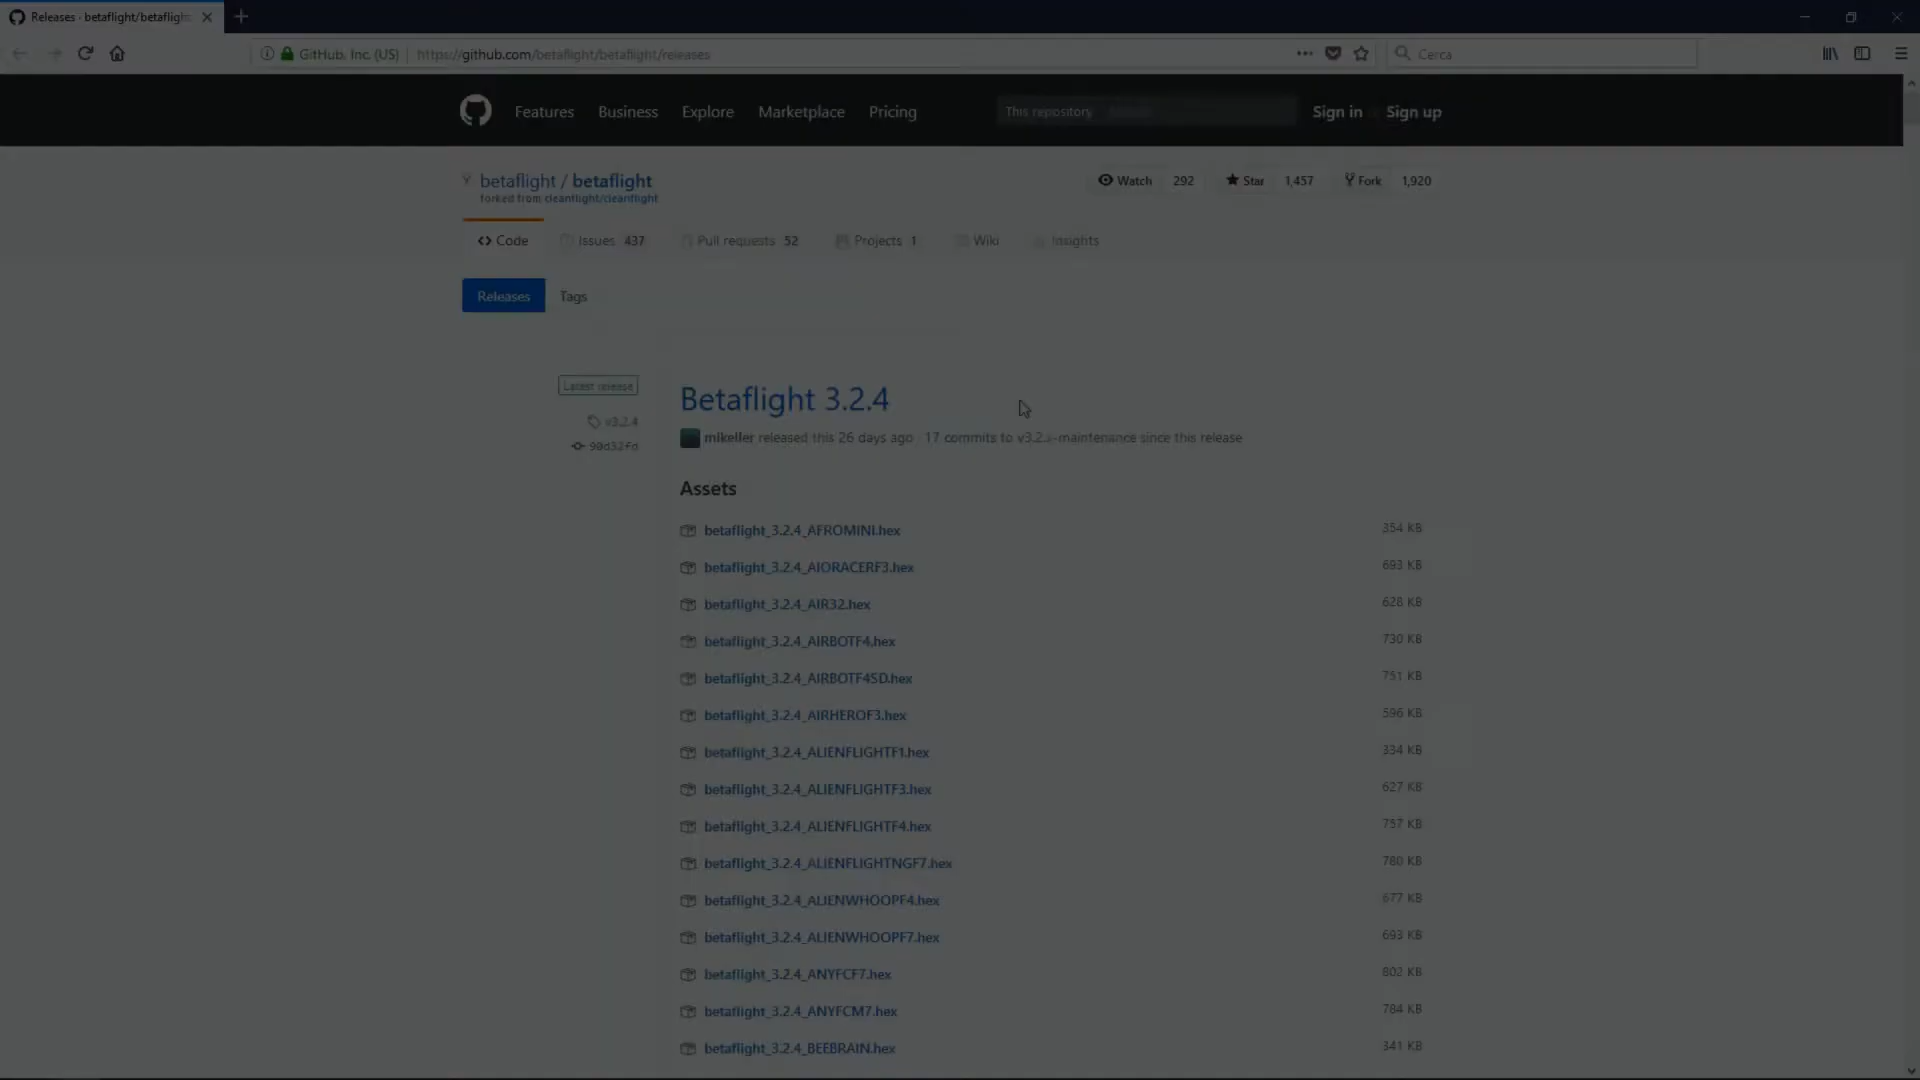 Releases · betaflight/betaflight
GitHub, Inc. (US)
https://github.com/betaflight/betaflight/releases
Cerca
Features
Business
Explore
Marketplace
Pricing
This repository
Sign in
Sign up
betaflight / betaflight
forked from cleanflight/cleanflight
Watch 292
Star 1,457
Fork 1,920
Code
Issues 437
Pull requests 52
Projects 1
Wiki
Insights
Releases
Tags
Latest release
v3.2.4
Betaflight 3.2.4
mikeller released this 26 days ago · 17 commits to v3.2.x-maintenance since this release
90d32fd
Assets
betaflight_3.2.4_AFROMINI.hex 354 KB
betaflight_3.2.4_AIORACERF3.hex 693 KB
betaflight_3.2.4_AIR32.hex 628 KB
betaflight_3.2.4_AIRBOTF4.hex 730 KB
betaflight_3.2.4_AIRBOTF4SD.hex 751 KB
betaflight_3.2.4_AIRHEROF3.hex 596 KB
betaflight_3.2.4_ALIENFLIGHTF1.hex 334 KB
betaflight_3.2.4_ALIENFLIGHTF3.hex 627 KB
betaflight_3.2.4_ALIENFLIGHTF4.hex 757 KB
betaflight_3.2.4_ALIENFLIGHTNGF7.hex 780 KB
betaflight_3.2.4_ALIENWHOOPF4.hex 677 KB
betaflight_3.2.4_ALIENWHOOPF7.hex 693 KB
betaflight_3.2.4_ANYFCF7.hex 802 KB
betaflight_3.2.4_ANYFCM7.hex 784 KB
betaflight_3.2.4_BEEBRAIN.hex 341 KB